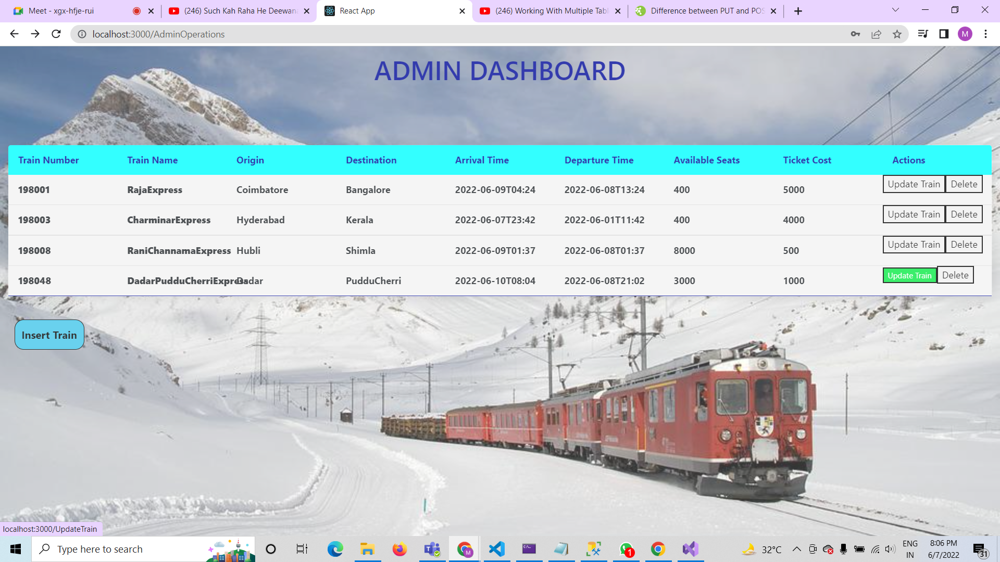 Meet - xgx-hfje-rui
(246) Such Kah Raha He Deewana
React App
(246) Working With Multiple Tabl
Difference between PUT and POS
localhost:3000/AdminOperations
M
ADMIN DASHBOARD
Train Number Train Name Origin Destination Arrival Time Departure Time Available Seats Ticket Cost Actions
198001 RajaExpress Coimbatore Bangalore 2022-06-09T04:24 2022-06-08T13:24 400 5000 Update Train Delete
198003 CharminarExpress Hyderabad Kerala 2022-06-07T23:42 2022-06-01T11:42 400 4000 Update Train Delete
198008 RaniChannamaExpress Hubli Shimla 2022-06-09T01:37 2022-06-08T01:37 8000 500 Update Train Delete
198048 DadarPudduCherriExpress Dadar PudduCherri 2022-06-10T08:04 2022-06-08T21:02 3000 1000 Update Train Delete
Insert Train
47
localhost:3000/UpdateTrain
Type here to search
M
1
32°C
ENG
IN
8:06 PM
6/7/2022
31